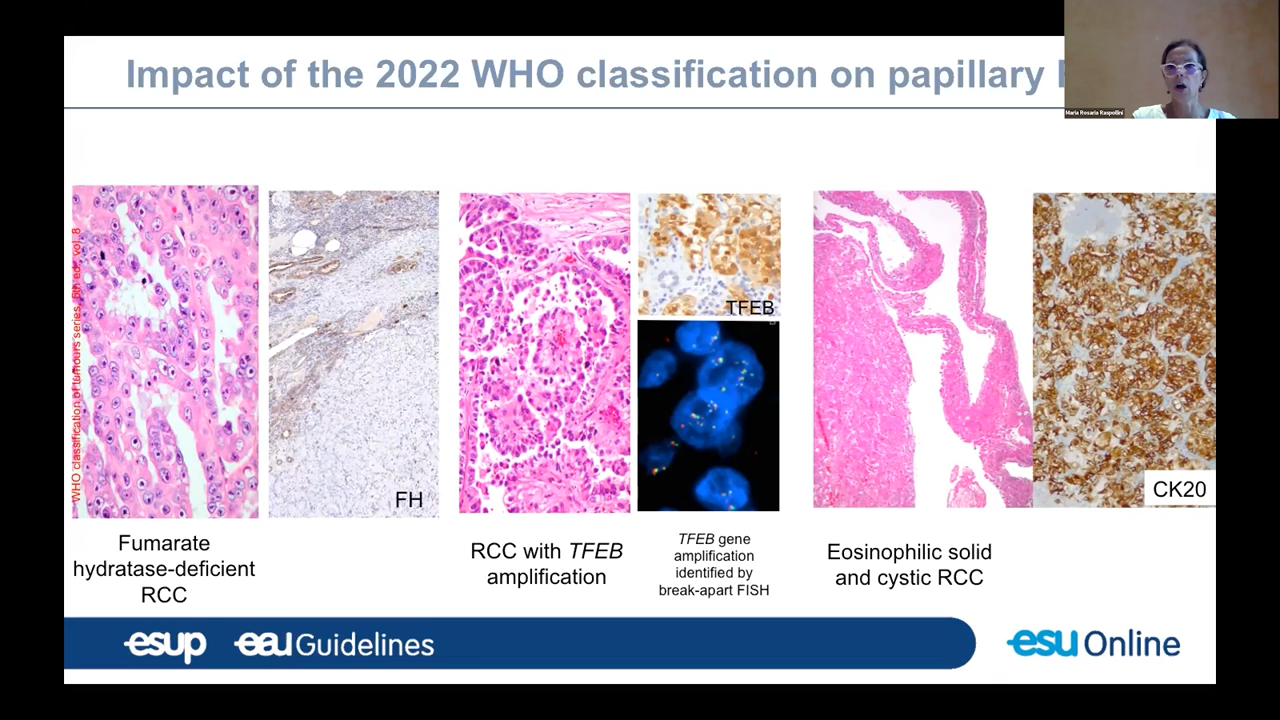 Impact of the 2022 WHO classification on papillary
Maria Rosaria Raspollini
WHO classification of tumours series, 5th ed., vol. 8
FH
TFEB
CK20
Fumarate
hydratase-deficient
RCC
RCC with TFEB
amplification
TFEB gene
amplification
identified by
break-apart FISH
Eosinophilic solid
and cystic RCC
esup
eau Guidelines
esu Online